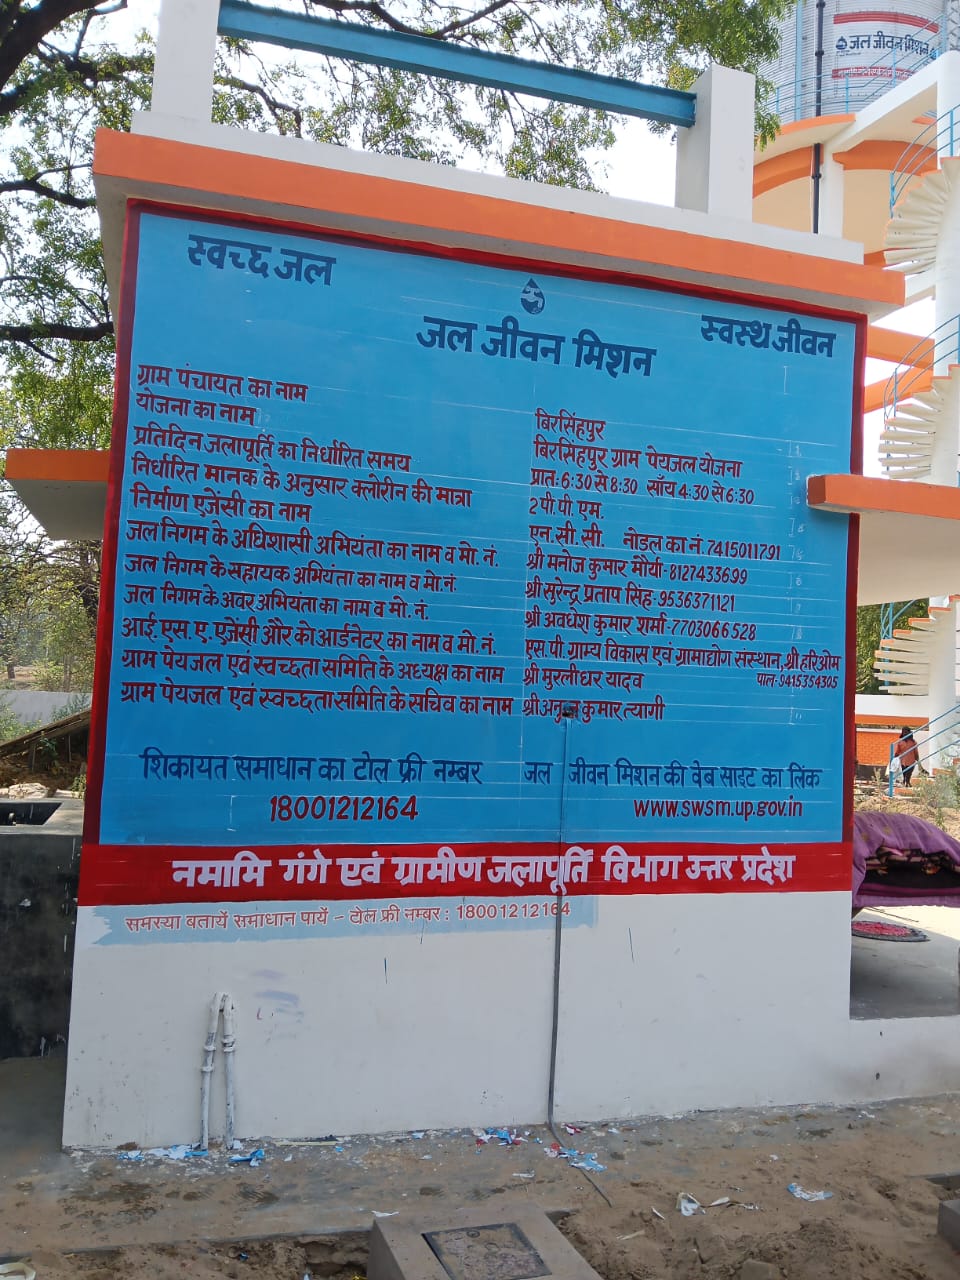 जल जीवन मिशन
स्वच्छ जल
जल जीवन मिशन
स्वस्थ जीवन
ग्राम पंचायत का नाम बिरसिंहपुर
योजना का नाम बिरसिंहपुर ग्राम पेयजल योजना
प्रतिदिन जलापूर्ति का निर्धारित समय प्रातः 6:30 से 8:30 साँय 4:30 से 6:30
निर्धारित मानक के अनुसार क्लोरीन की मात्रा 2 पी. पी. एम.
निर्माण एजेंसी का नाम एन. सी. सी. नोडल का नं. 7415011791
जल निगम के अधिशासी अभियंता का नाम व मो. नं. श्री मनोज कुमार मौर्या-8127433699
जल निगम के सहायक अभियंता का नाम व मो. नं. श्री सुरेन्द्र प्रताप सिंह-9536371121
जल निगम के अवर अभियंता का नाम व मो. नं. श्री अवधेश कुमार शर्मा-7703066528
आई. एस. ए. एजेंसी और को आर्डनेटर का नाम व मो. नं. एस. पी. ग्राम्य विकास एवं ग्रामाद्योग संस्थान, श्री हरिओम
पाल-9415354305
ग्राम पेयजल एवं स्वच्छता समिति के अध्यक्ष का नाम श्री मुरलीधर यादव
ग्राम पेयजल एवं स्वच्छता समिति के सचिव का नाम श्री कुमार त्यागी
शिकायत समाधान का टोल फ्री नम्बर जल जीवन मिशन की वेब साइट का लिंक
18001212164 www.swsm.up.gov.in
नमामि गंगे एवं ग्रामीण जलापूर्ति विभाग उत्तर प्रदेश
समस्या बतायें समाधान पायें - टोल फ्री नम्बर : 18001212164